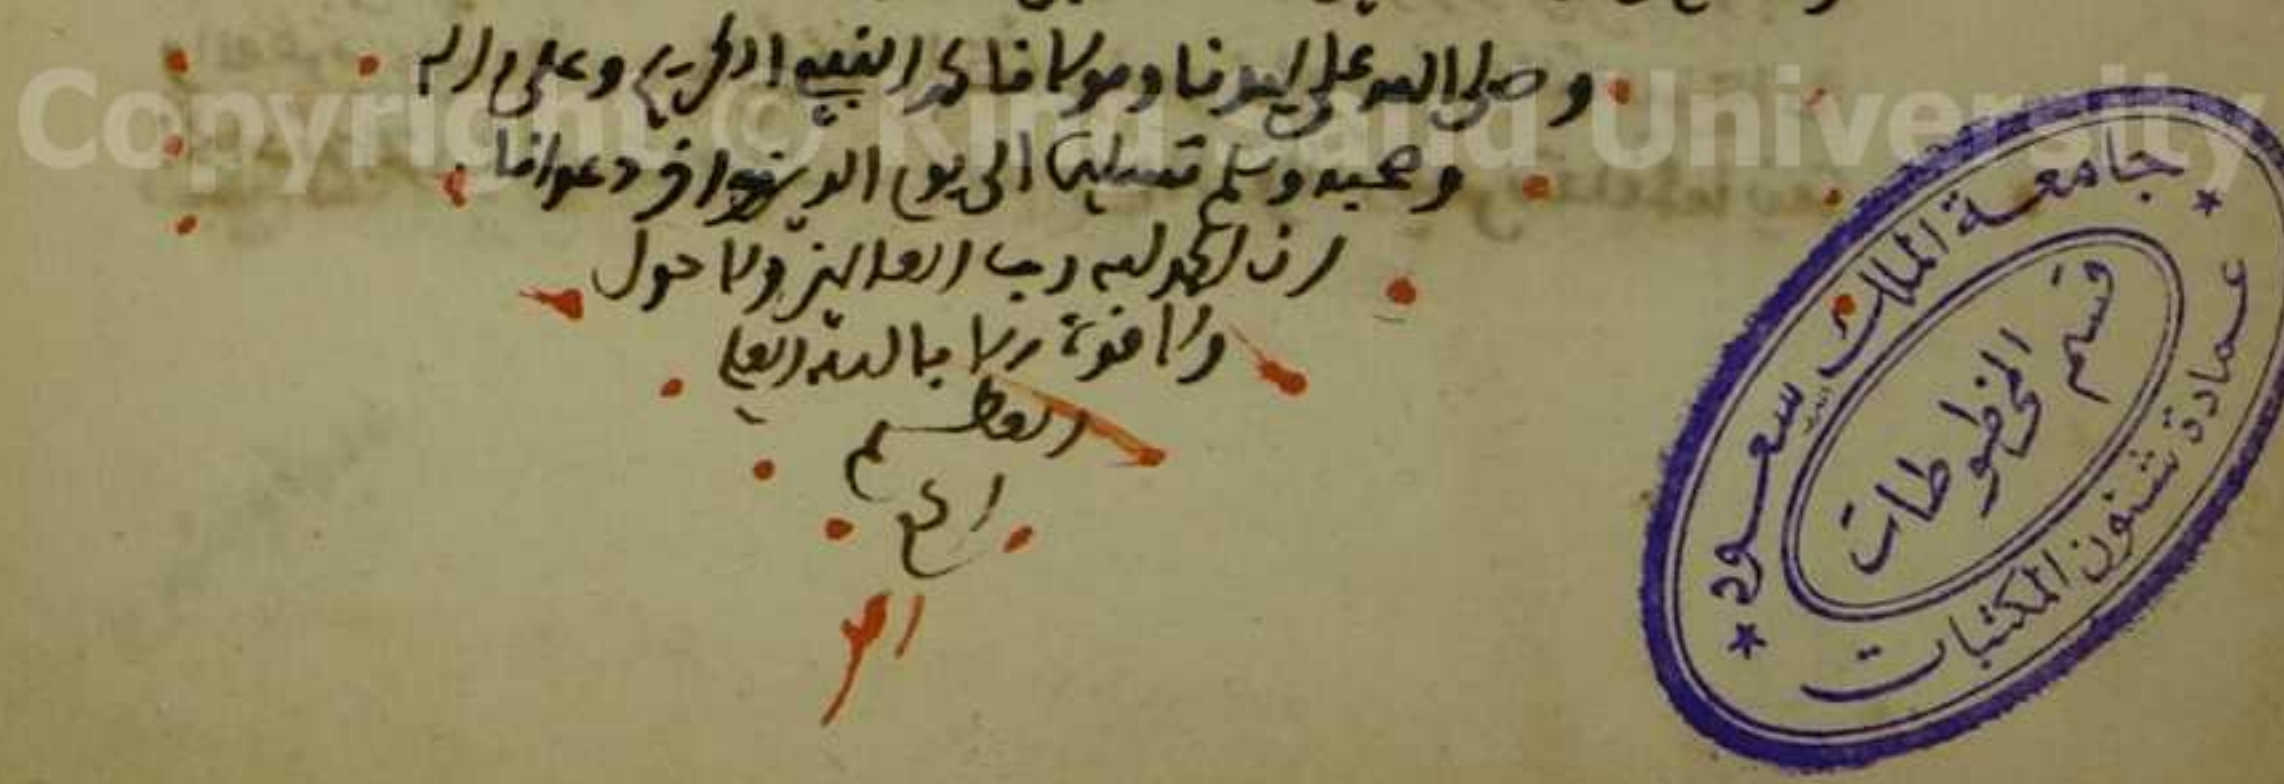 وصلى الله على سيدنا ومولانا محمد النبي الكريم وعلى اله
وصحبه وسلم تسليما الى يوم الدين واخر دعوانا
ان الحمد لله رب العالمين ولا حول
ولا قوة الا بالله العلي
العظيم
جامعة الملك سعود
قسم المخطوطات
عمادة شئون المكتبات
Copyright © King Saud University